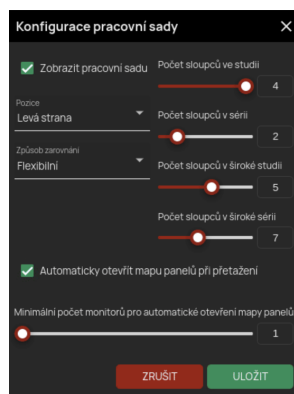 Konfigurace pracovní sady
Zobrazit pracovní sadu
Pozice
Levá strana
Způsob zarovnání
Flexibilní
Počet sloupců ve studii
4
Počet sloupců v sérii
2
Počet sloupců v široké studii
5
Počet sloupců v široké sérii
7
Automaticky otevřít mapu panelů při přetažení
Minimální počet monitorů pro automatické otevření mapy panelů
1
ZRUŠIT
ULOŽIT